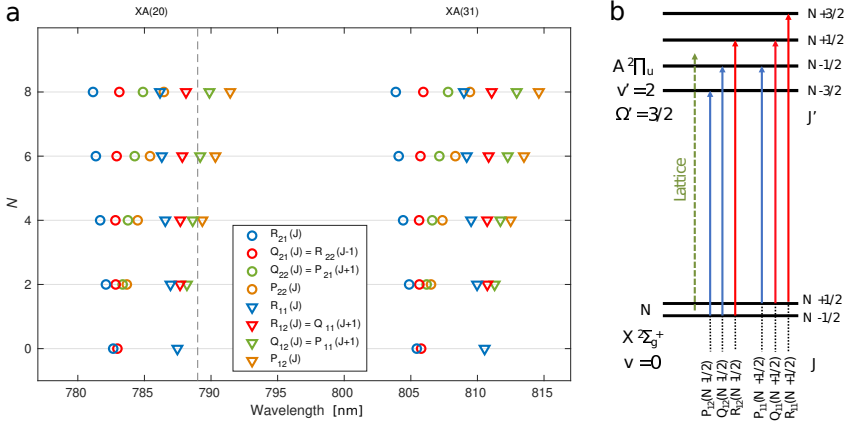 a
XA(20)
XA(31)
N
8
6
4
2
0
780
785
790
795
800
805
810
815
Wavelength [nm]
R21(J)
Q21(J) = R22(J-1)
Q22(J) = P21(J+1)
P22(J)
R11(J)
R12(J) = Q11(J+1)
Q12(J) = P11(J+1)
P12(J)
b
N+3/2
N+1/2
A ²∏u
N-1/2
v'=2
N-3/2
Ω'=3/2
J'
Lattice
N
N+1/2
N-1/2
X ²Σg+
v=0
J
P12(N-1/2)
Q12(N-1/2)
R12(N-1/2)
P11(N+1/2)
Q11(N+1/2)
R11(N+1/2)